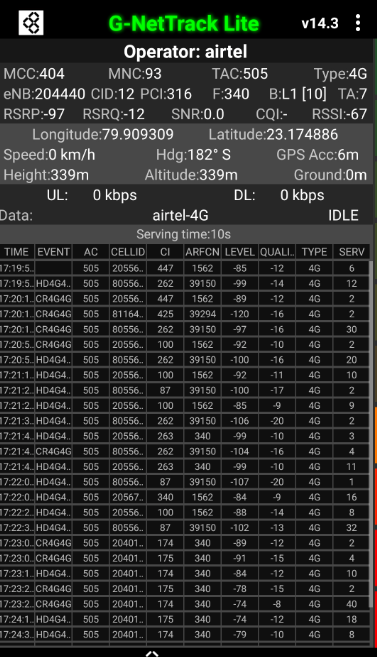 G-NetTrack Lite v14.3
Operator: airtel
MCC:404 MNC:93 TAC:505 Type:4G
eNB:204440 CID:12 PCI:316 F:340 B:L1 [10] TA:7
RSRP:-97 RSRQ:-12 SNR:0.0 CQI:- RSSI:-67
Longitude:79.909309 Latitude:23.174886
Speed:0 km/h Hdg:182° S GPS Acc:6m
Height:339m Altitude:339m Ground:0m
UL: 0 kbps DL: 0 kbps
Data: airtel-4G IDLE
Serving time:10s
TIME EVENT AC CELLID CI ARFCN LEVEL QUALI.. TYPE SERV
17:19:5.. 505 20556.. 447 1562 -85 -12 4G 6
17:19:5.. HD4G4.. 505 80556.. 262 39150 -99 -14 4G 12
17:20:1.. CR4G4G 505 20556.. 447 1562 -89 -12 4G 2
17:20:1.. CR4G4G 505 81164.. 425 39294 -120 -16 4G 2
17:20:1.. CR4G4G 505 80556.. 262 39150 -97 -16 4G 30
17:20:5.. CR4G4G 505 20556.. 100 1562 -92 -10 4G 2
17:20:5.. HD4G4.. 505 80556.. 262 39150 -100 -16 4G 20
17:21:1.. HD4G4.. 505 20556.. 100 1562 -92 -11 4G 10
17:21:2.. HD4G4.. 505 80556.. 87 39150 -100 -17 4G 2
17:21:2.. HD4G4.. 505 20556.. 100 1562 -85 -9 4G 9
17:21:3.. HD4G4.. 505 80556.. 262 39150 -106 -20 4G 2
17:21:4.. HD4G4.. 505 20556.. 263 340 -99 -10 4G 3
17:21:4.. CR4G4G 505 80556.. 262 39150 -104 -16 4G 4
17:21:4.. HD4G4.. 505 20556.. 263 340 -99 -10 4G 11
17:22:0.. HD4G4.. 505 80556.. 87 39150 -107 -20 4G 1
17:22:0.. HD4G4.. 505 20567.. 340 1562 -84 -9 4G 16
17:22:2.. HD4G4.. 505 20556.. 100 1562 -88 -14 4G 8
17:22:3.. HD4G4.. 505 80556.. 87 39150 -102 -13 4G 32
17:23:0.. CR4G4G 505 20401.. 174 340 -89 -12 4G 2
17:23:0.. CR4G4G 505 20401.. 175 340 -91 -15 4G 4
17:23:1.. HD4G4.. 505 20401.. 174 340 -84 -12 4G 10
17:23:2.. CR4G4G 505 20401.. 175 340 -78 -15 4G 2
17:23:2.. CR4G4G 505 20401.. 174 340 -74 -8 4G 40
17:24:1.. HD4G4.. 505 20401.. 175 340 -74 -12 4G 18
17:24:3.. HD4G4.. 505 20401.. 174 340 -79 -10 4G 8